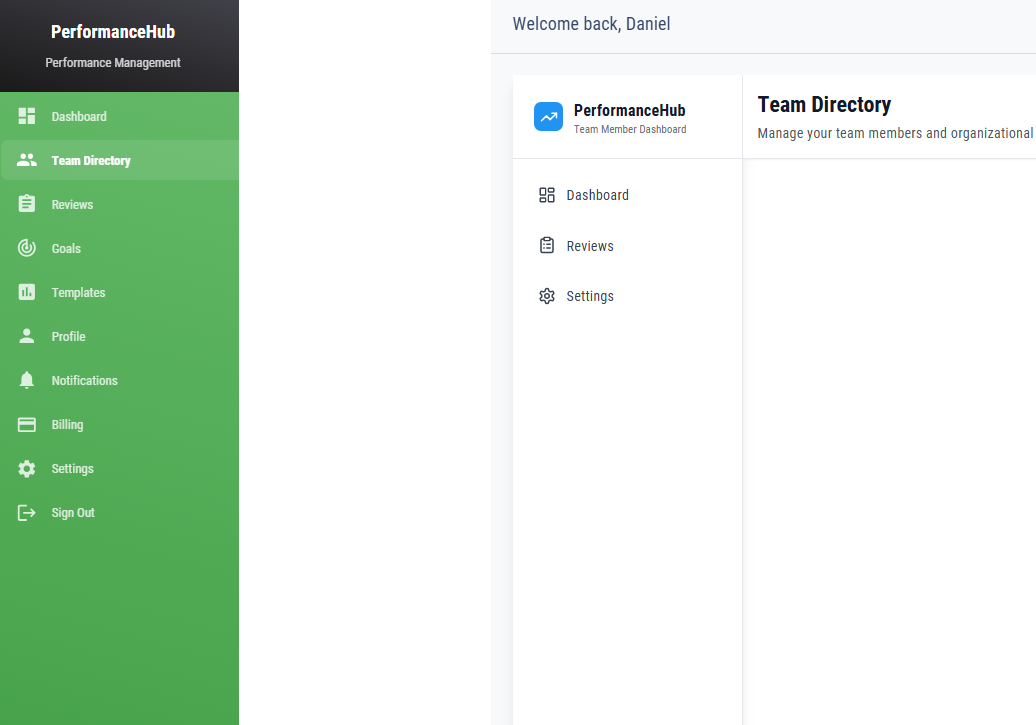 PerformanceHub
Performance Management
Dashboard
Team Directory
Reviews
Goals
Templates
Profile
Notifications
Billing
Settings
Sign Out
Welcome back, Daniel
PerformanceHub
Team Member Dashboard
Dashboard
Reviews
Settings
Team Directory
Manage your team members and organizational